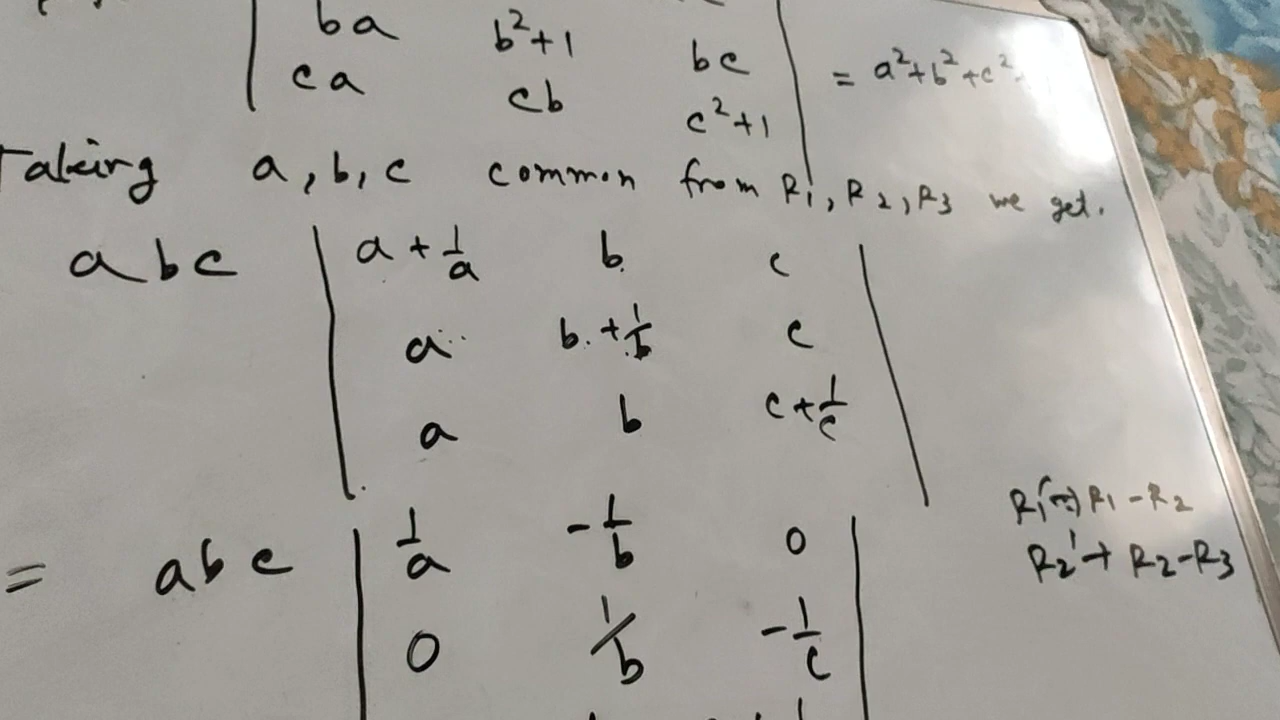 ba b²+1 bc
ca cb c²+1 = a²+b²+c²
Taking a, b, c common from R1, R2, R3 we get.
abc | a + 1/a b c |
a b + 1/b c
a b c + 1/c
R1 R1 - R2
= abc | 1/a -1/b 0 |
R2' → R2-R3
0 1/b -1/c